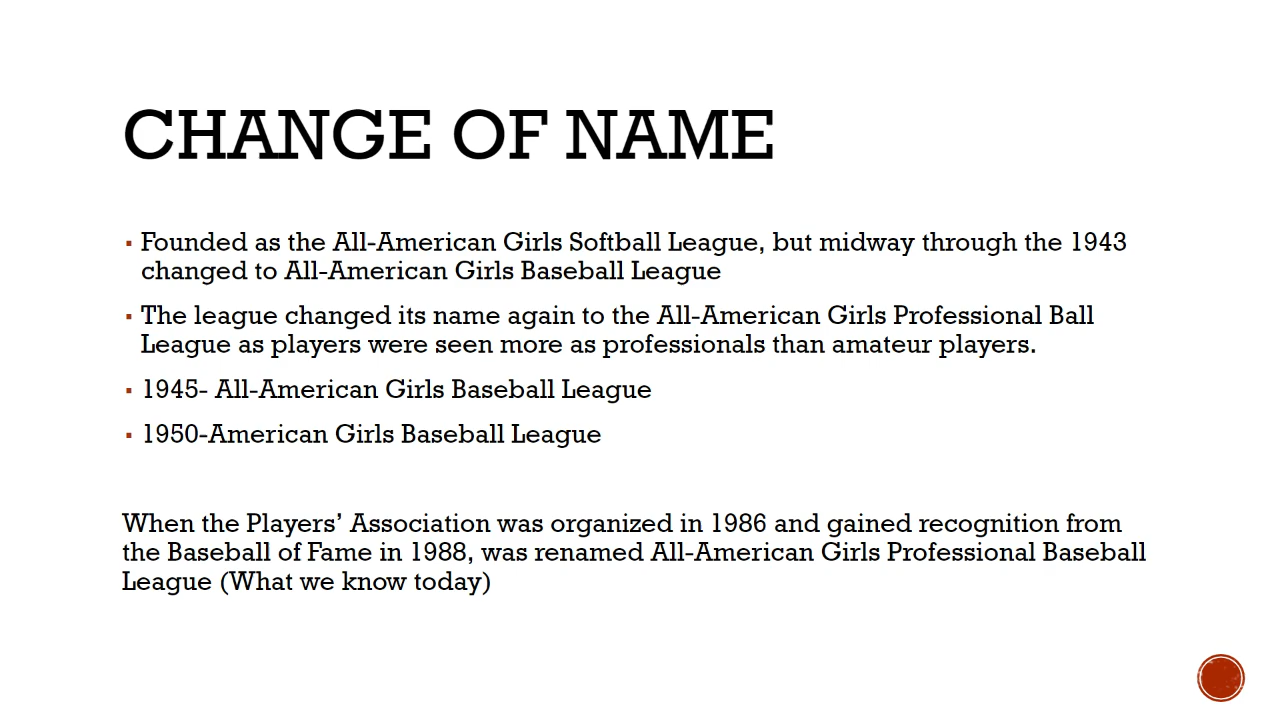 CHANGE OF NAME
▪ Founded as the All-American Girls Softball League, but midway through the 1943
changed to All-American Girls Baseball League
▪ The league changed its name again to the All-American Girls Professional Ball
League as players were seen more as professionals than amateur players.
▪ 1945- All-American Girls Baseball League
▪ 1950-American Girls Baseball League
When the Players’ Association was organized in 1986 and gained recognition from
the Baseball of Fame in 1988, was renamed All-American Girls Professional Baseball
League (What we know today)